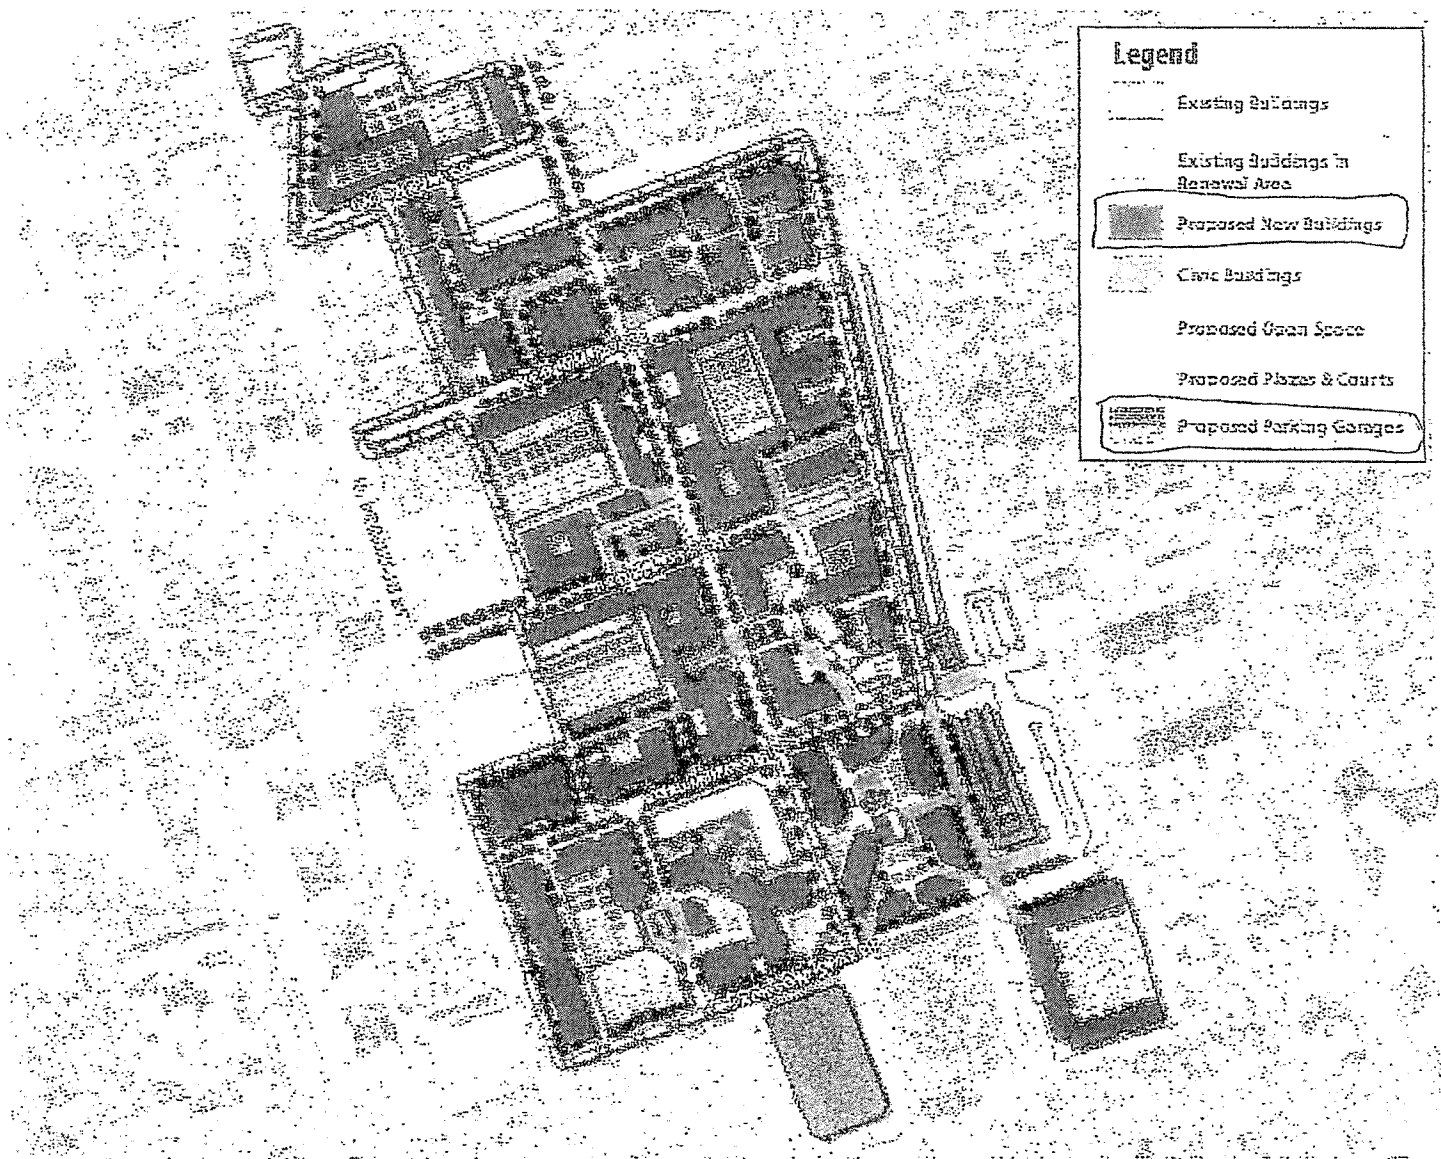 Legend
Existing Buildings
Existing Buildings in
Renewal Area
Proposed New Buildings
Civic Buildings
Proposed Open Space
Proposed Plazas & Courts
Proposed Parking Garages